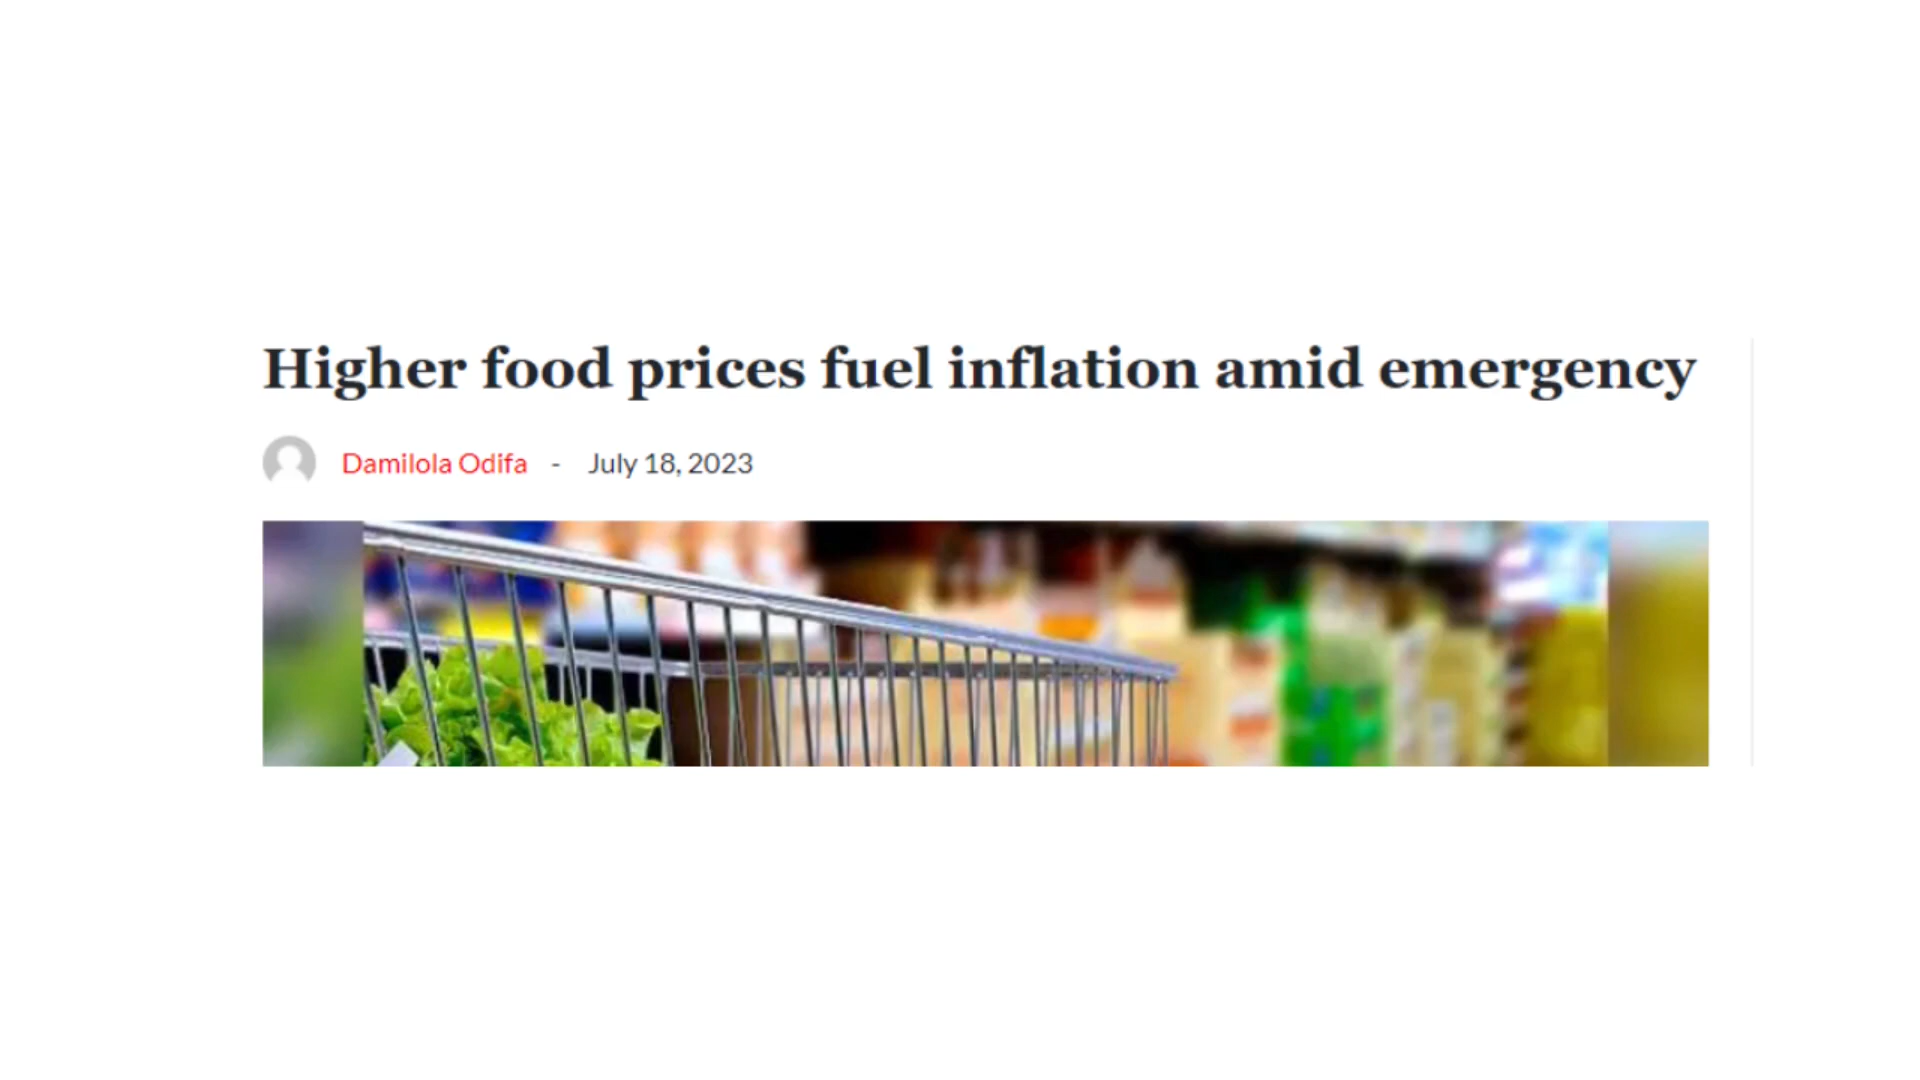 Higher food prices fuel inflation amid emergency
Damilola Odifa - July 18, 2023